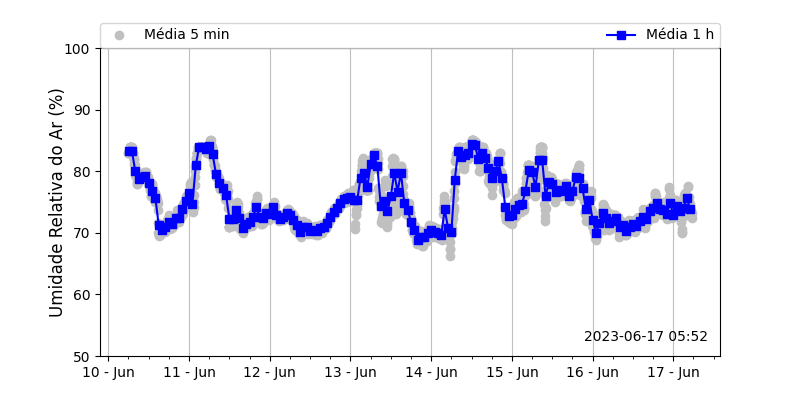 Média 5 min Média 1 h
100
90
80
70
60
50
Umidade Relativa do Ar (%)
2023-06-17 05:52
10 - Jun 11 - Jun 12 - Jun 13 - Jun 14 - Jun 15 - Jun 16 - Jun 17 - Jun